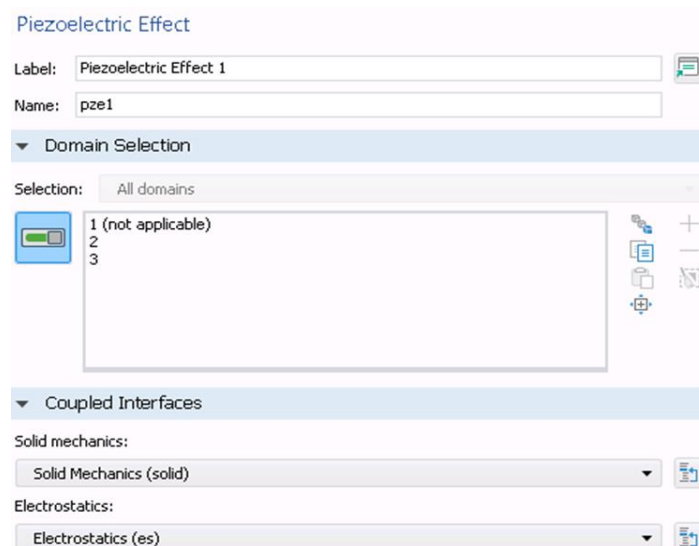 Piezoelectric Effect
Label: Piezoelectric Effect 1
Name: pze1
Domain Selection
Selection: All domains
1 (not applicable)
2
3
Coupled Interfaces
Solid mechanics:
Solid Mechanics (solid)
Electrostatics:
Electrostatics (es)